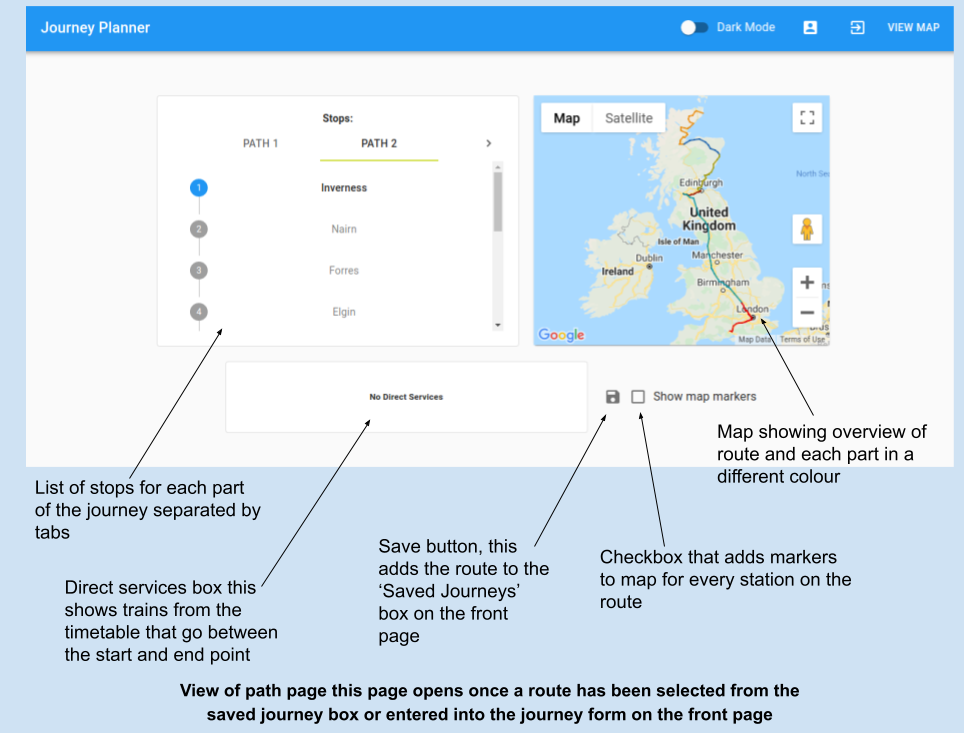 Journey Planner
Dark Mode
VIEW MAP
Stops:
PATH 1
PATH 2
1
Inverness
2
Nairn
3
Forres
4
Elgin
Map
Satellite
North
Edinburgh
United
Kingdom
Isle of Man
Dublin
Manchester
Ireland
Birmingham
London
Google
Map Data
Terms of Use
No Direct Services
Show map markers
Map showing overview of
route and each part in a
different colour
List of stops for each part
of the journey separated by
tabs
Save button, this
adds the route to the
‘Saved Journeys’
box on the front
page
Checkbox that adds markers
to map for every station on the
route
Direct services box this
shows trains from the
timetable that go between
the start and end point
View of path page this page opens once a route has been selected from the
saved journey box or entered into the journey form on the front page